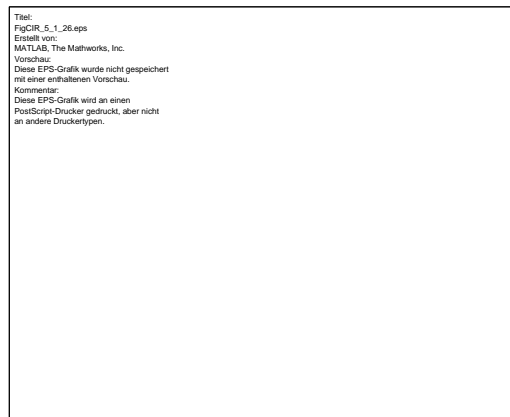 Titel:
FigCIR_5_1_26.eps
Erstellt von:
MATLAB, The Mathworks, Inc.
Vorschau:
Diese EPS-Grafik wurde nicht gespeichert
mit einer enthaltenen Vorschau.
Kommentar:
Diese EPS-Grafik wird an einen
PostScript-Drucker gedruckt, aber nicht
an andere Druckertypen.